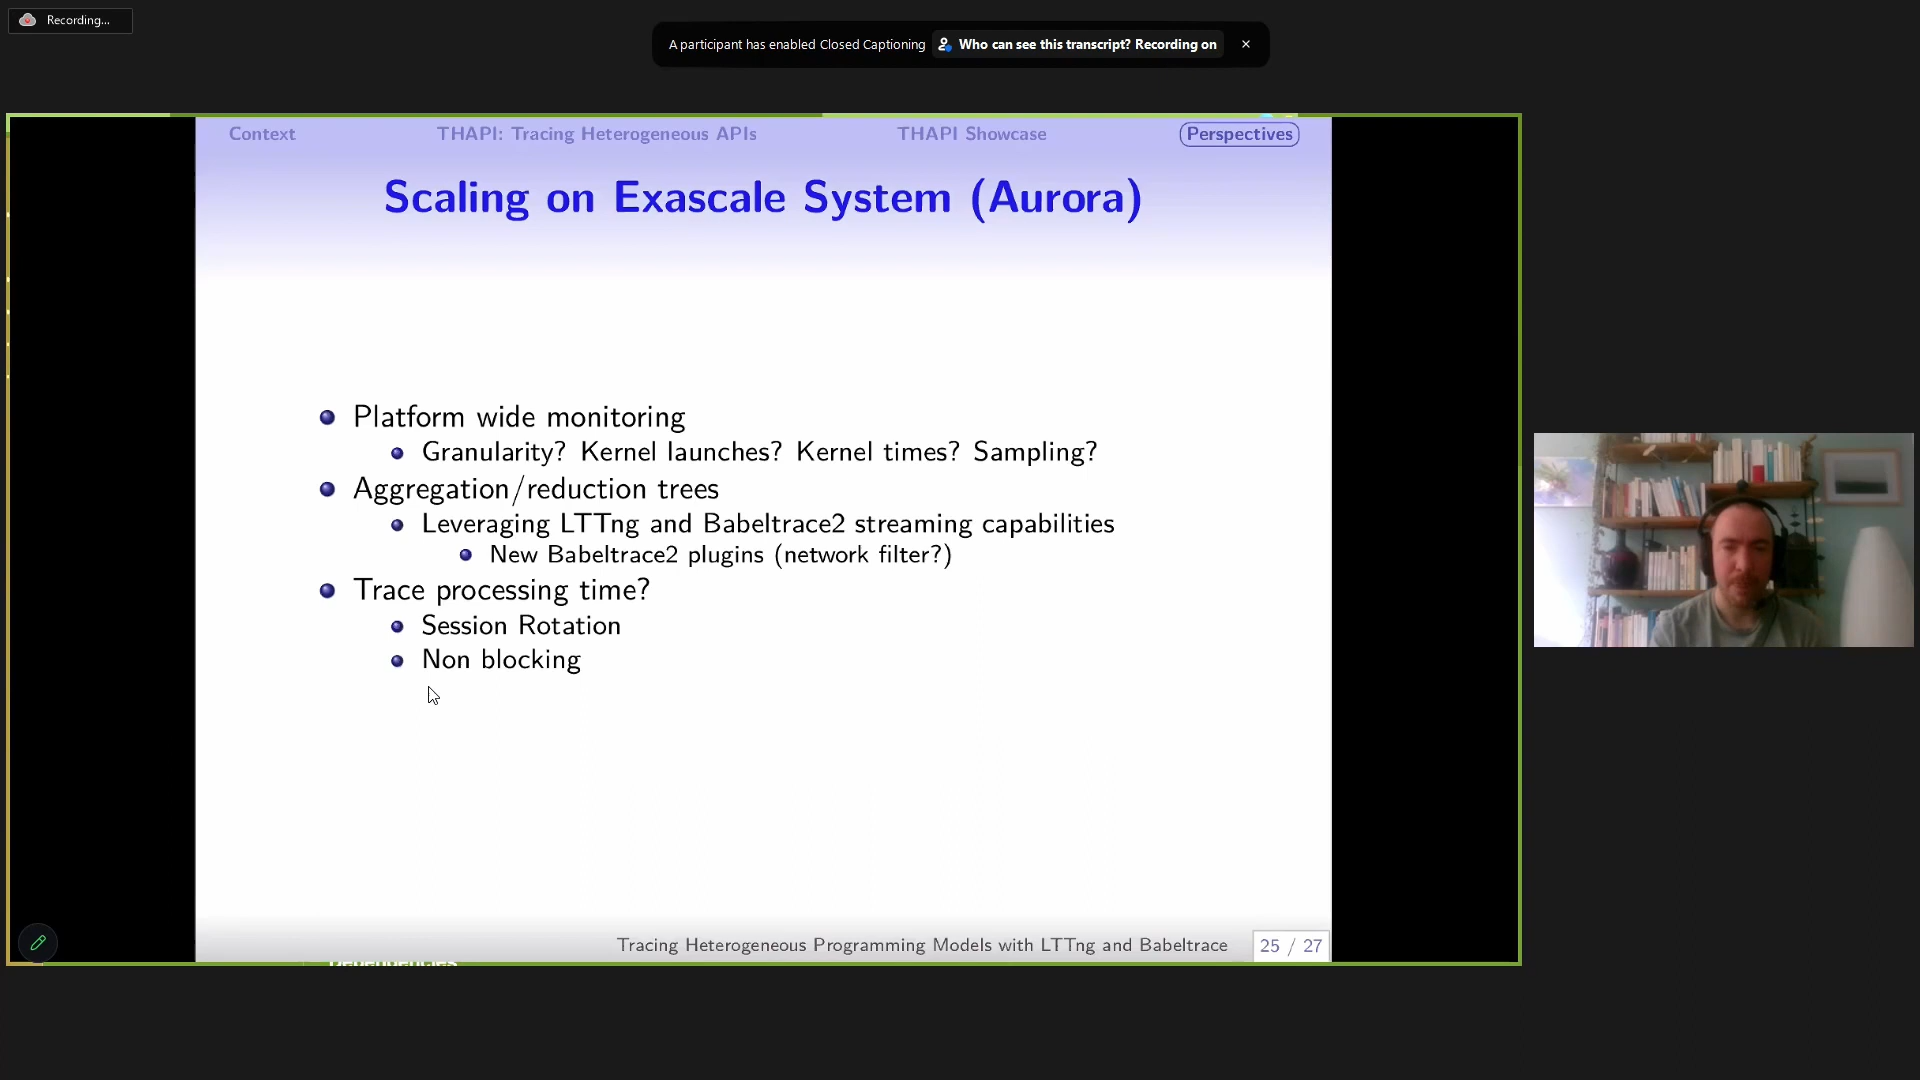 Recording...
A participant has enabled Closed Captioning Who can see this transcript? Recording on
Context THAPI: Tracing Heterogeneous APIs THAPI Showcase Perspectives
Scaling on Exascale System (Aurora)
Platform wide monitoring
Granularity? Kernel launches? Kernel times? Sampling?
Aggregation/reduction trees
Leveraging LTTng and Babeltrace2 streaming capabilities
New Babeltrace2 plugins (network filter?)
Trace processing time?
Session Rotation
Non blocking
Tracing Heterogeneous Programming Models with LTTng and Babeltrace 25 / 27
Dependencies